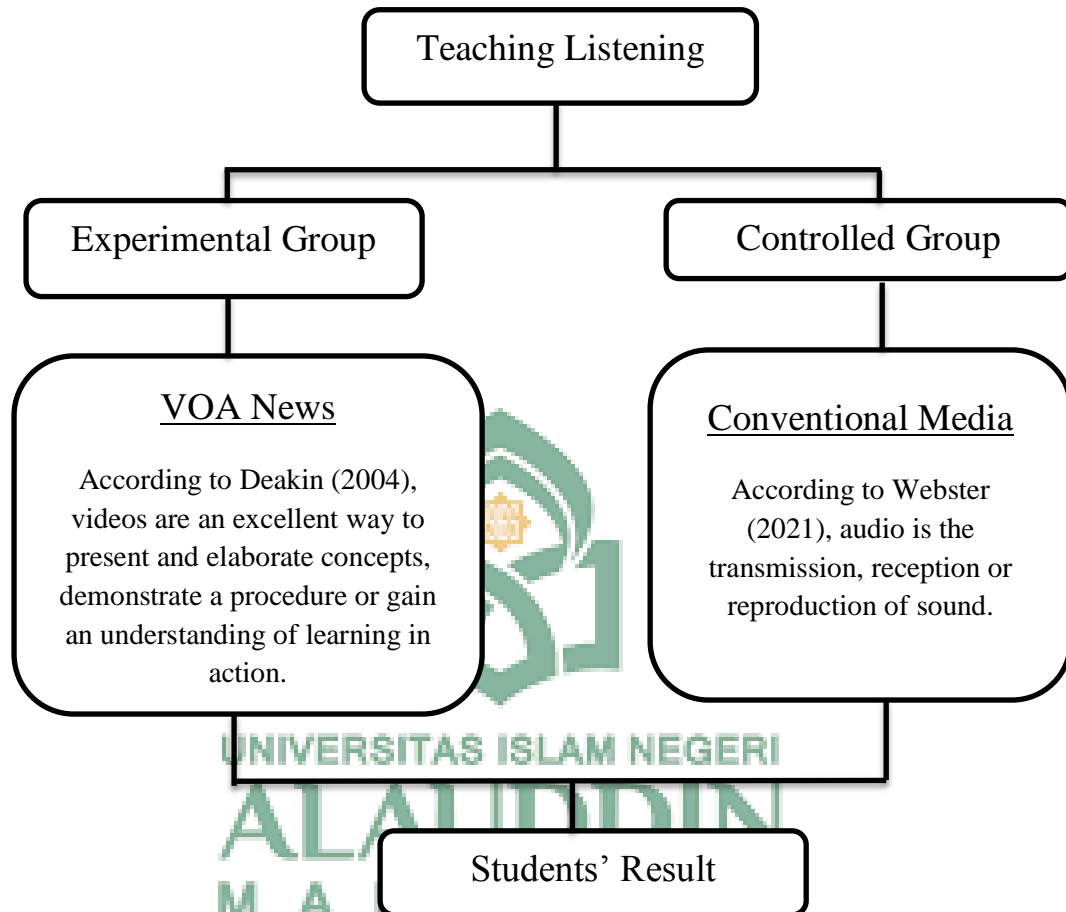 Teaching Listening
Experimental Group
Controlled Group
VOA News
According to Deakin (2004),
videos are an excellent way to
present and elaborate concepts,
demonstrate a procedure or gain
an understanding of learning in
action.
Conventional Media
According to Webster
(2021), audio is the
transmission, reception or
reproduction of sound.
UNIVERSITAS ISLAM NEGERI
ALAUDDIN
M A
Students’ Result